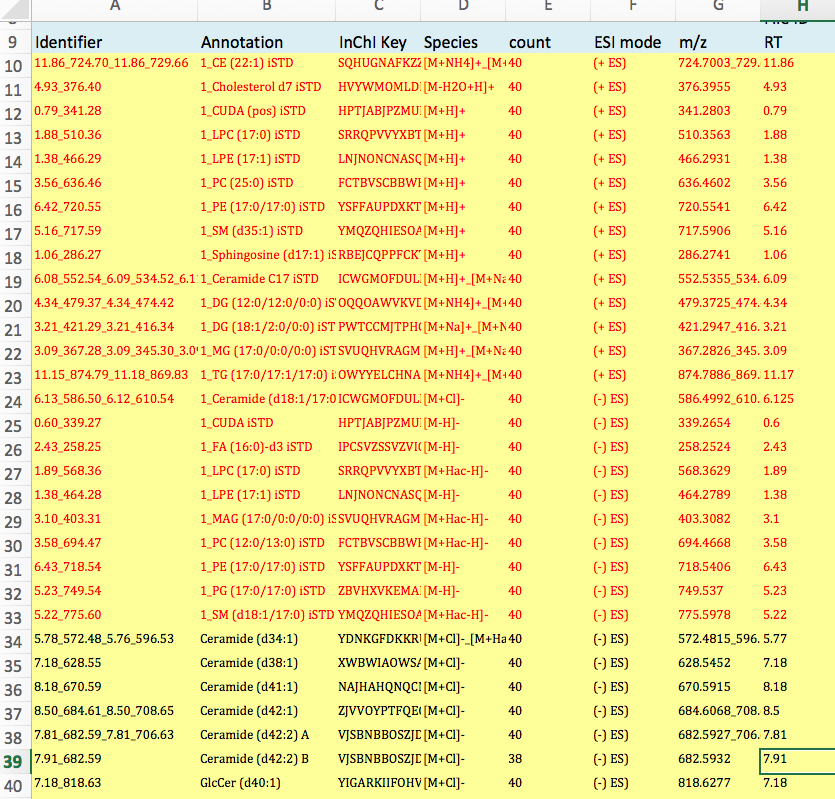 A B C D E F G H
9 Identifier Annotation InChI Key Species count ESI mode m/z RT
10 11.86_724.70_11.86_729.66 1_CE (22:1) iSTD SQHUGNAFKZZ [M+NH4]+_[M+ 40 (+ ES) 724.7003_729. 11.86
11 4.93_376.40 1_Cholesterol d7 iSTD HVYWMOMLD [M-H2O+H]+ 40 (+ ES) 376.3955 4.93
12 0.79_341.28 1_CUDA (pos) iSTD HPTJABJPZMU [M+H]+ 40 (+ ES) 341.2803 0.79
13 1.88_510.36 1_LPC (17:0) iSTD SRRQPVVYXBT [M+H]+ 40 (+ ES) 510.3563 1.88
14 1.38_466.29 1_LPE (17:1) iSTD LNJNONCNASQ [M+H]+ 40 (+ ES) 466.2931 1.38
15 3.56_636.46 1_PC (25:0) iSTD FCTBVSCBBWI [M+H]+ 40 (+ ES) 636.4602 3.56
16 6.42_720.55 1_PE (17:0/17:0) iSTD YSFFAUPDXKT [M+H]+ 40 (+ ES) 720.5541 6.42
17 5.16_717.59 1_SM (d35:1) iSTD YMQZQHIESOA [M+H]+ 40 (+ ES) 717.5906 5.16
18 1.06_286.27 1_Sphingosine (d17:1) iS RBEJCQPPFCK [M+H]+ 40 (+ ES) 286.2741 1.06
19 6.08_552.54_6.09_534.52_6.1 1_Ceramide C17 iSTD ICWGMOFDUL [M+H]+_[M+Na 40 (+ ES) 552.5355_534. 6.09
20 4.34_479.37_4.34_474.42 1_DG (12:0/12:0/0:0) iS OQQOAWVKVE [M+NH4]+_[M+ 40 (+ ES) 479.3725_474. 4.34
21 3.21_421.29_3.21_416.34 1_DG (18:1/2:0/0:0) iST PWTCCMJTPH [M+Na]+_[M+N 40 (+ ES) 421.2947_416. 3.21
22 3.09_367.28_3.09_345.30_3.0 1_MG (17:0/0:0/0:0) iST SVUQHVRAGM [M+H]+_[M+Na 40 (+ ES) 367.2826_345. 3.09
23 11.15_874.79_11.18_869.83 1_TG (17:0/17:1/17:0) i OWYYELCHNA [M+NH4]+_[M+ 40 (+ ES) 874.7886_869. 11.17
24 6.13_586.50_6.12_610.54 1_Ceramide (d18:1/17:0 ICWGMOFDUL [M+Cl]- 40 (-) ES) 586.4992_610. 6.125
25 0.60_339.27 1_CUDA iSTD HPTJABJPZMU [M-H]- 40 (-) ES) 339.2654 0.6
26 2.43_258.25 1_FA (16:0)-d3 iSTD IPCSVZSSVZVI [M-H]- 40 (-) ES) 258.2524 2.43
27 1.89_568.36 1_LPC (17:0) iSTD SRRQPVVYXBT [M+Hac-H]- 40 (-) ES) 568.3629 1.89
28 1.38_464.28 1_LPE (17:1) iSTD LNJNONCNASQ [M-H]- 40 (-) ES) 464.2789 1.38
29 3.10_403.31 1_MAG (17:0/0:0/0:0) iS SVUQHVRAGM [M+Hac-H]- 40 (-) ES) 403.3082 3.1
30 3.58_694.47 1_PC (12:0/13:0) iSTD FCTBVSCBBWI [M+Hac-H]- 40 (-) ES) 694.4668 3.58
31 6.43_718.54 1_PE (17:0/17:0) iSTD YSFFAUPDXKT [M-H]- 40 (-) ES) 718.5406 6.43
32 5.23_749.54 1_PG (17:0/17:0) iSTD ZBVHXVKEMA [M-H]- 40 (-) ES) 749.537 5.23
33 5.22_775.60 1_SM (d18:1/17:0) iSTD YMQZQHIESOA [M+Hac-H]- 40 (-) ES) 775.5978 5.22
34 5.78_572.48_5.76_596.53 Ceramide (d34:1) YDNKGFDKKR [M+Cl]-_[M+Ha 40 (-) ES) 572.4815_596. 5.77
35 7.18_628.55 Ceramide (d38:1) XWBWIAOWSA [M+Cl]- 40 (-) ES) 628.5452 7.18
36 8.18_670.59 Ceramide (d41:1) NAJHAHQNQC [M+Cl]- 40 (-) ES) 670.5915 8.18
37 8.50_684.61_8.50_708.65 Ceramide (d42:1) ZJVVOYPTFQE [M+Cl]- 40 (-) ES) 684.6068_708. 8.5
38 7.81_682.59_7.81_706.63 Ceramide (d42:2) A VJSBNBBOSZJ [M+Cl]- 40 (-) ES) 682.5927_706. 7.81
39 7.91_682.59 Ceramide (d42:2) B VJSBNBBOSZJ [M+Cl]- 38 (-) ES) 682.5932 7.91
40 7.18_818.63 GlcCer (d40:1) YIGARKIIFOHV [M+Cl]- 40 (-) ES) 818.6277 7.18